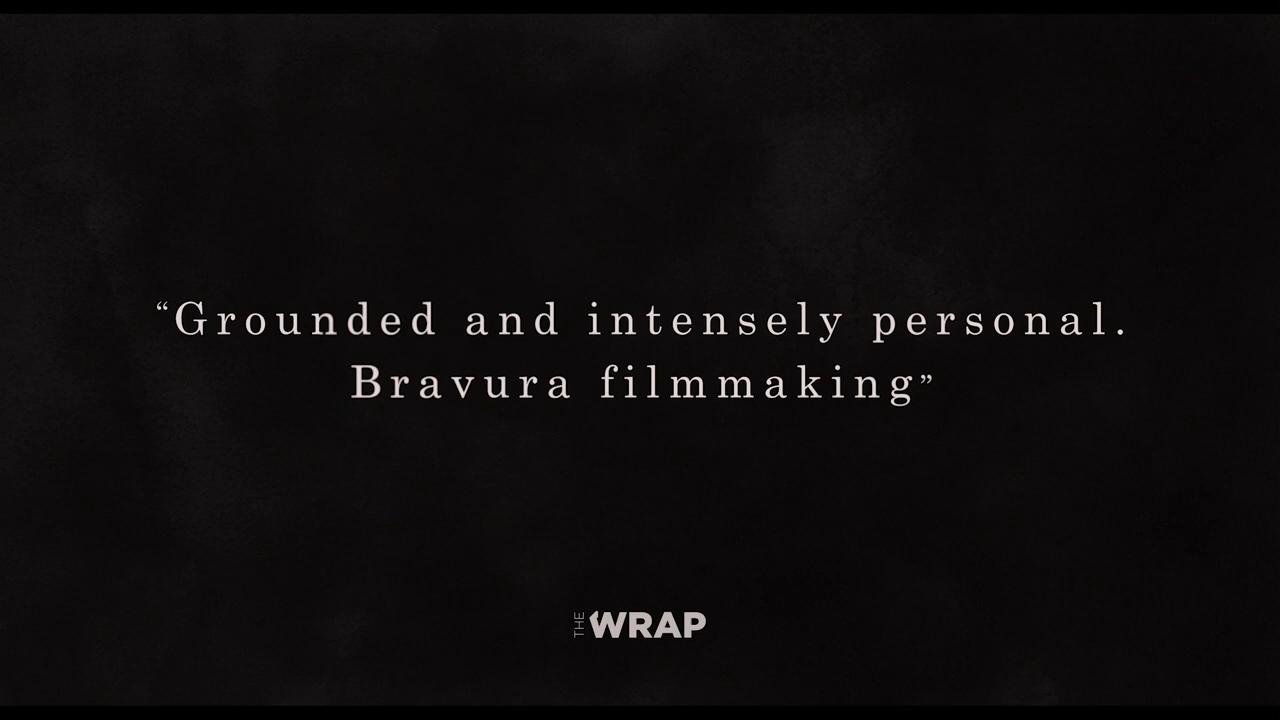 “Grounded and intensely personal.
Bravura filmmaking”
THE WRAP